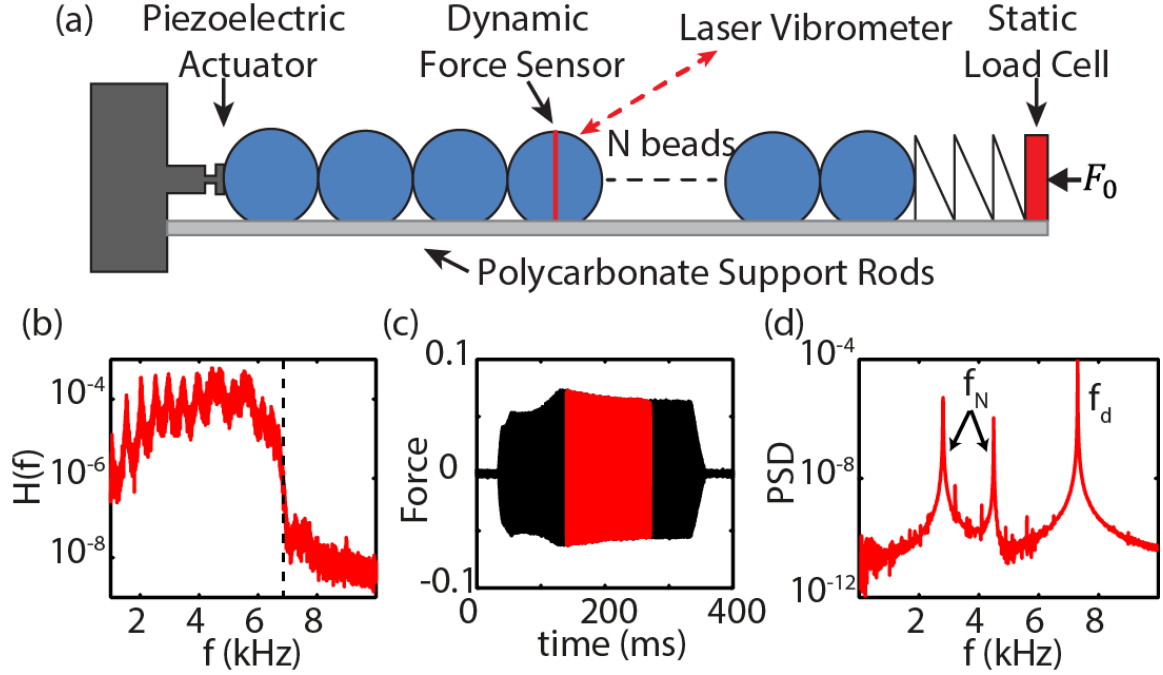 (a)
Piezoelectric
Actuator
Dynamic
Force Sensor
Laser Vibrometer
Static
Load Cell
N beads
F₀
Polycarbonate Support Rods
(b)
H(f)
10⁻⁴
10⁻⁶
10⁻⁸
2 4 6 8
f (kHz)
(c)
Force
0.1
0
-0.1
0 200 400
time (ms)
(d)
PSD
10⁻⁴
10⁻⁸
10⁻¹²
f_N
f_d
2 4 6 8
f (kHz)